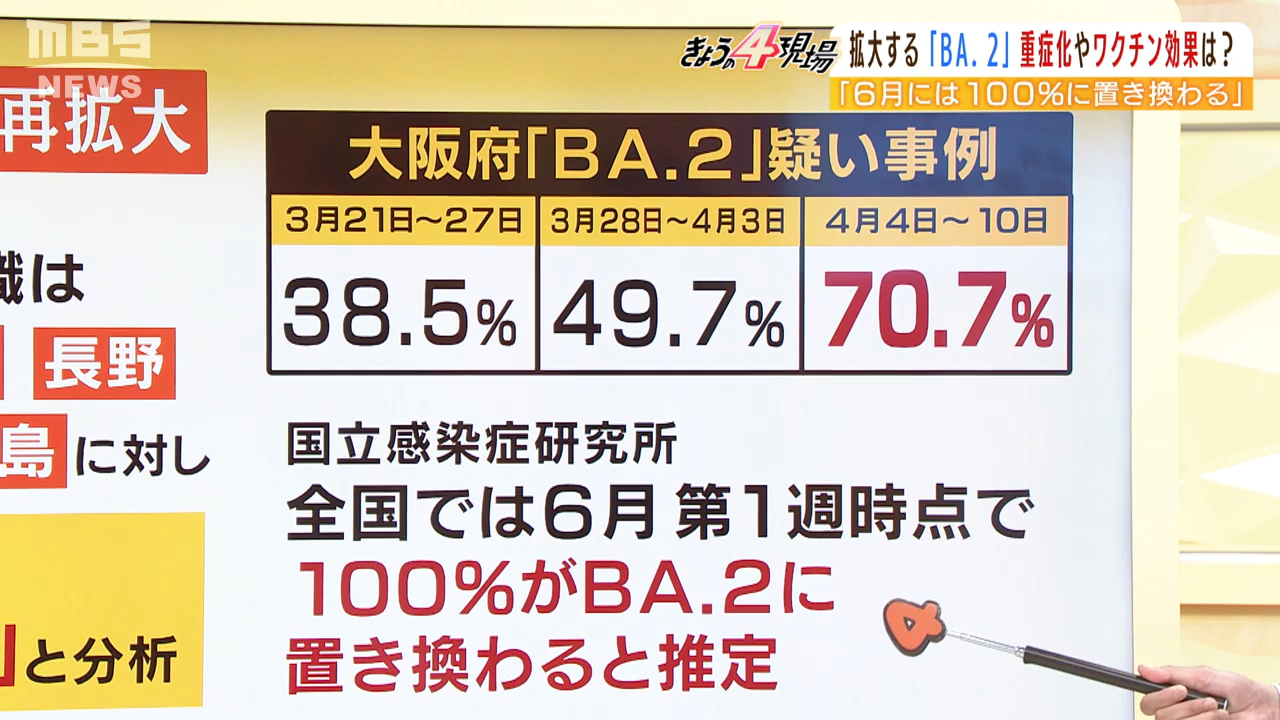 MBS
NEWS
きょうの4現場
拡大する「BA.2」重症化やワクチン効果は?
「6月には100%に置き換わる」
再拡大
大阪府「BA.2」疑い事例
3月21日〜27日 3月28日〜4月3日 4月4日〜10日
38.5% 49.7% 70.7%
職は
長野
島に対し
」と分析
国立感染症研究所
全国では6月 第1週時点で
100%がBA.2に
置き換わると推定
4